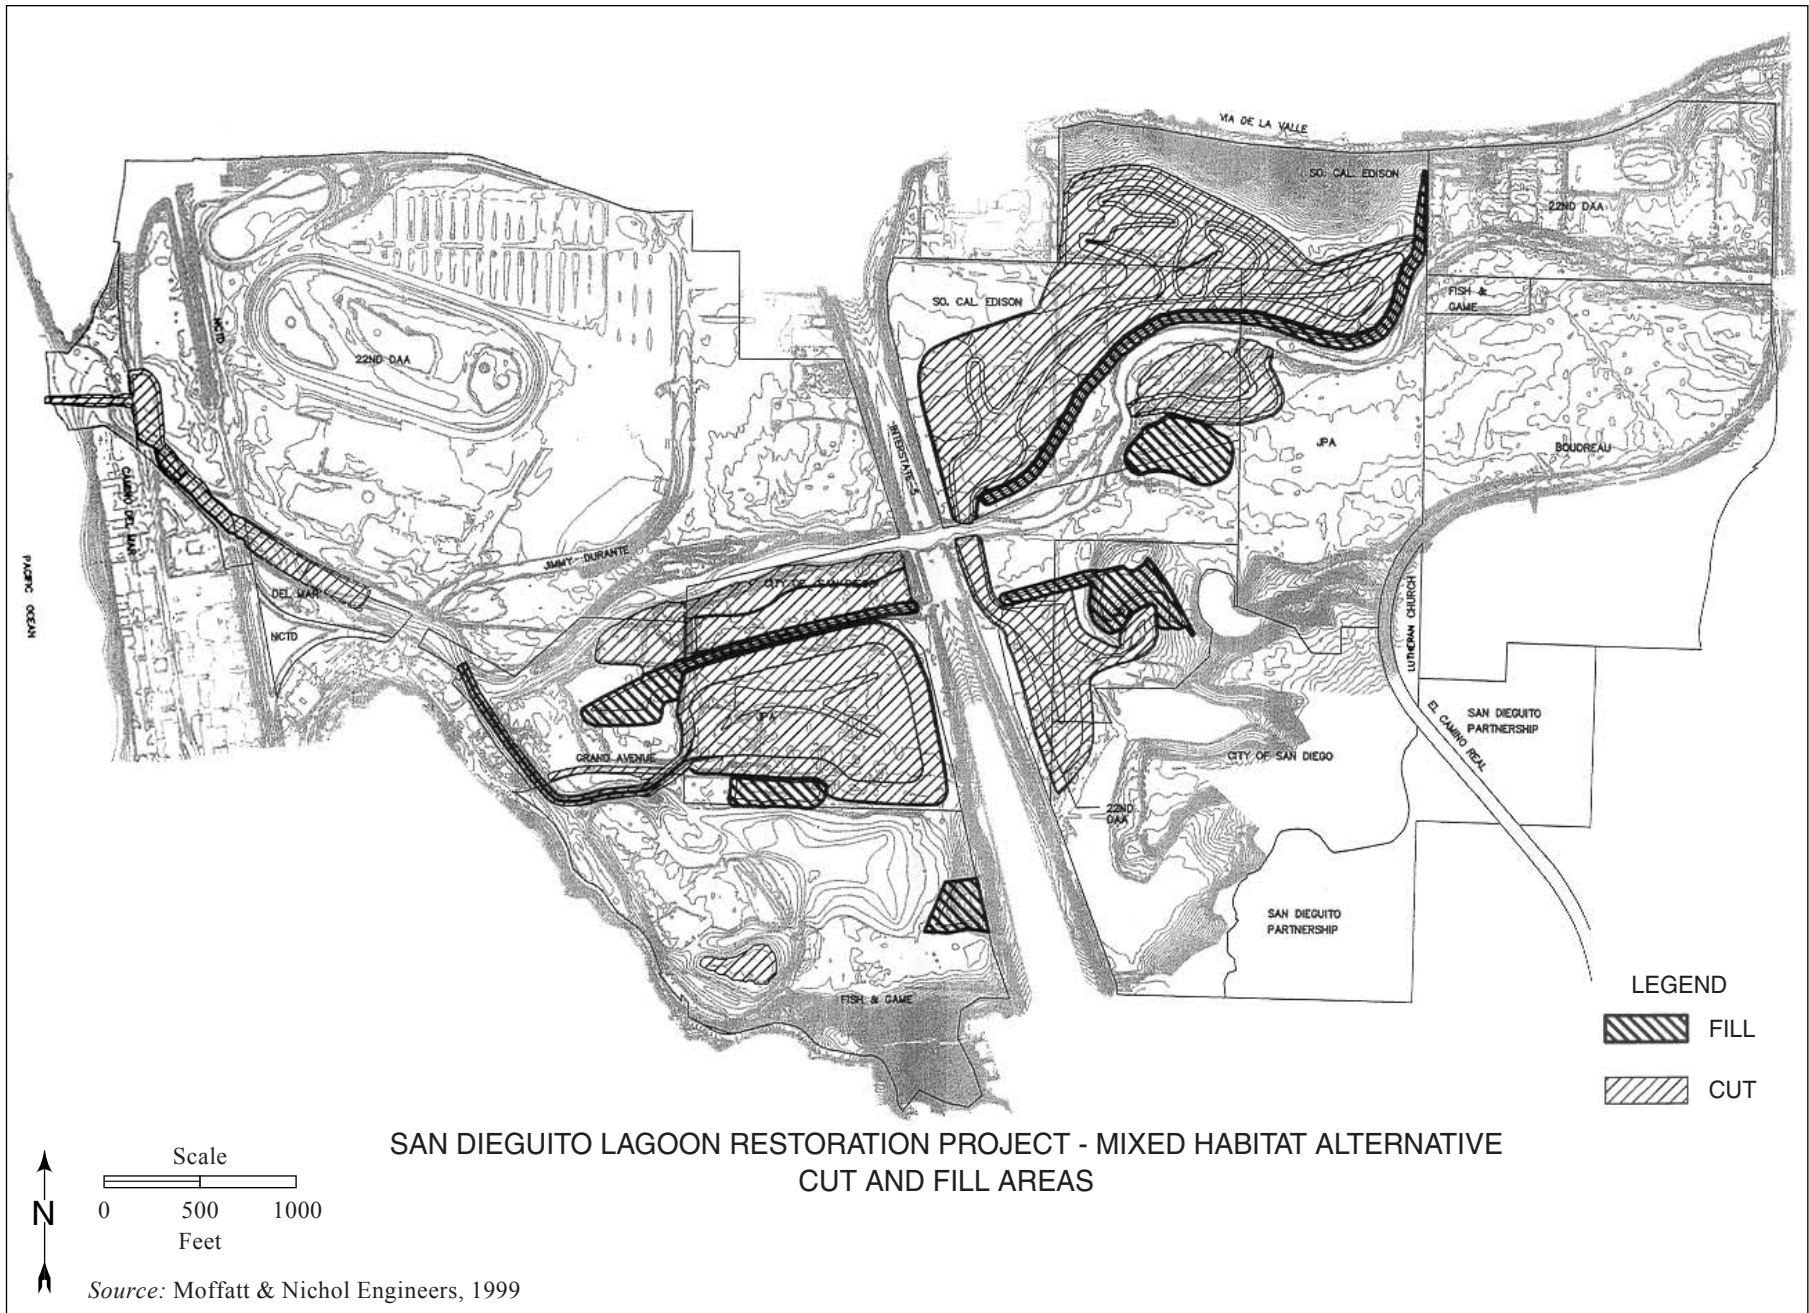 VIA DE LA VALLE
SO. CAL. EDISON
22ND DAA
FISH &
GAME
SO. CAL. EDISON
NCTD
22ND DAA
INTERSTATE-5
JPA
BOUDREAU
CAMINO DEL MAR
PACIFIC OCEAN
JIMMY DURANTE
CITY OF SAN DIEGO
DEL MAR
NCTD
LUTHERAN CHURCH
JPA
EL CAMINO REAL
SAN DIEGUITO
PARTNERSHIP
GRAND AVENUE
CITY OF SAN DIEGO
22ND
DAA
SAN DIEGUITO
PARTNERSHIP
FISH & GAME
LEGEND
FILL
CUT
SAN DIEGUITO LAGOON RESTORATION PROJECT - MIXED HABITAT ALTERNATIVE
CUT AND FILL AREAS
Scale
0 500 1000
Feet
N
Source: Moffatt & Nichol Engineers, 1999